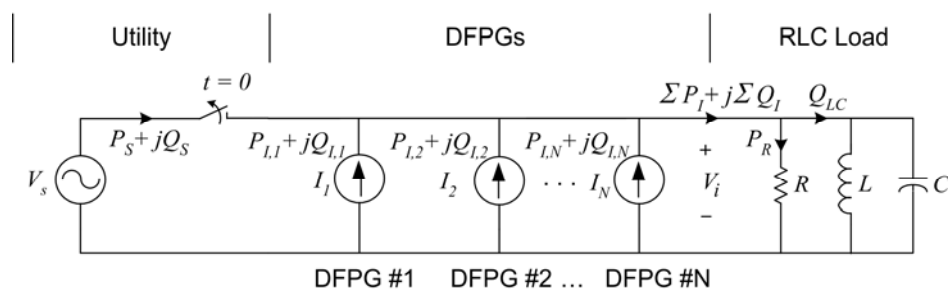 Utility DFPGs RLC Load
t = 0
ΣP_I+jΣQ_I Q_LC
P_S+jQ_S P_I,1+jQ_I,1 P_I,2+jQ_I,2 P_I,N+jQ_I,N P_R
V_s I_1 I_2 · · · I_N + V_i − R L C
DFPG #1 DFPG #2 ... DFPG #N